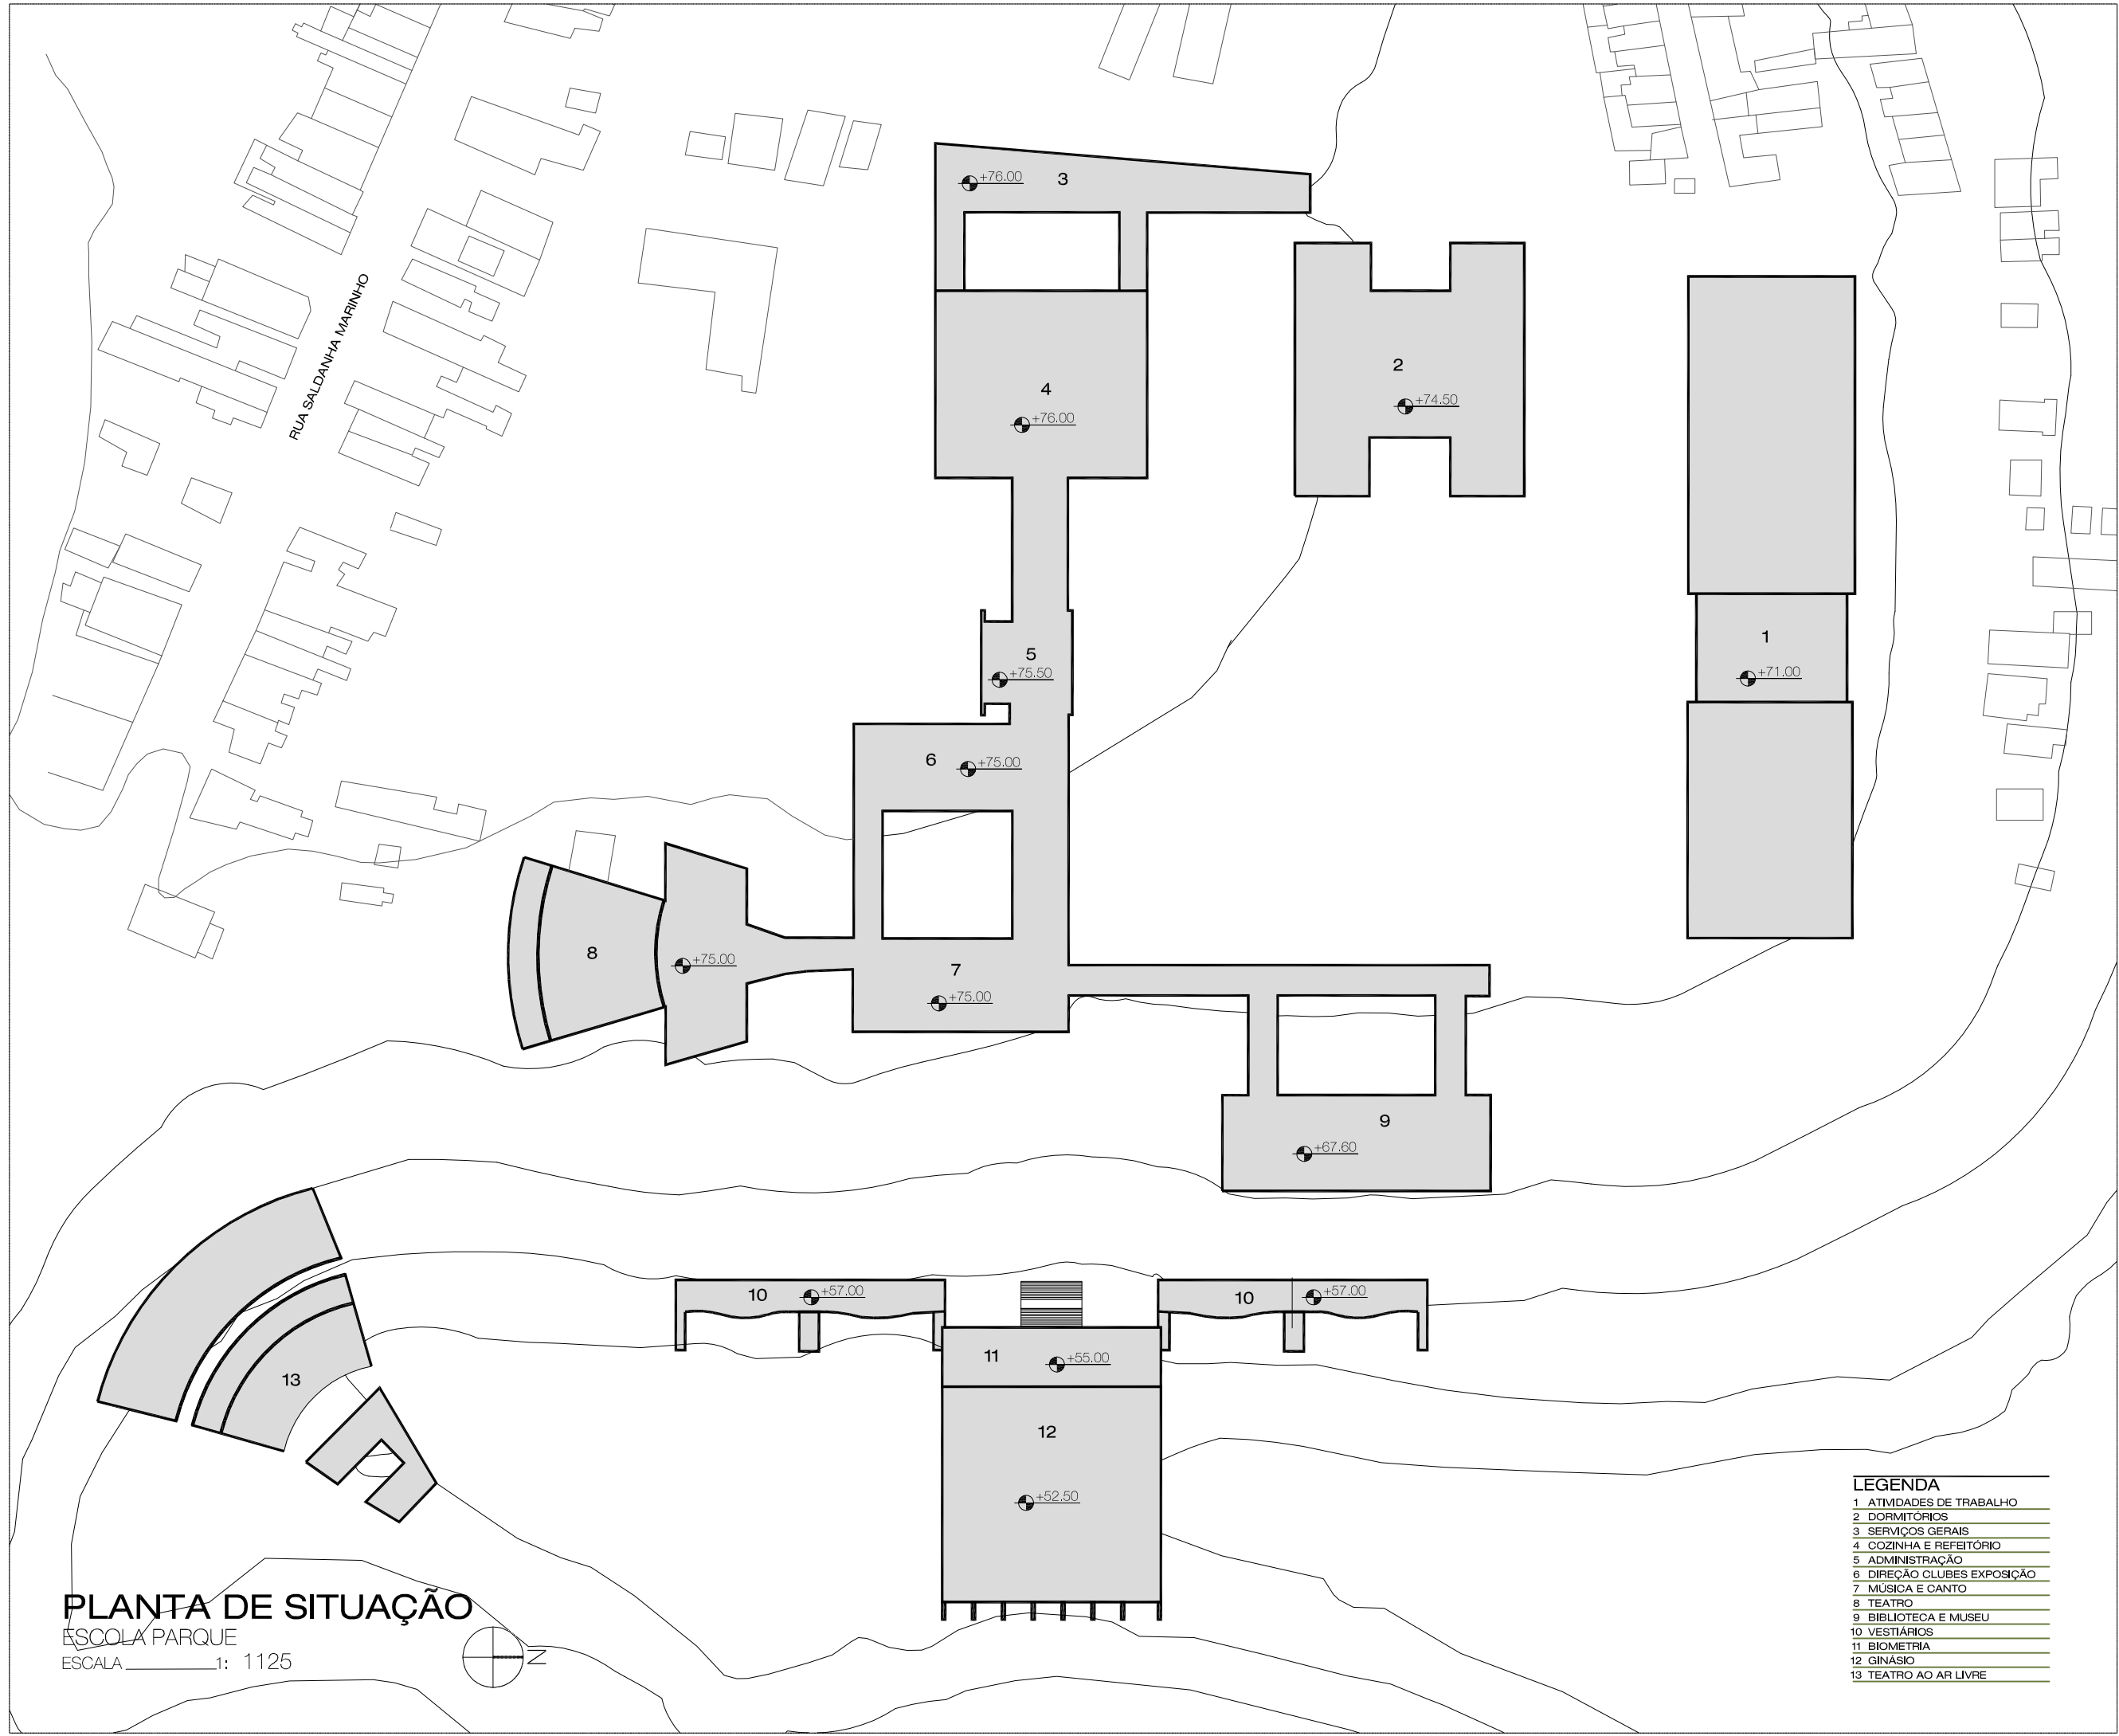 +76.00
3
RUA SALDANHA MARINHO
2
+74.50
4
+76.00
1
+71.00
5
+75.50
6
+75.00
8
+75.00
7
+75.00
9
+67.60
10
+57.00
10
+57.00
11
+55.00
13
12
+52.50
PLANTA DE SITUAÇÃO
ESCOLA PARQUE
ESCALA 1: 1125
N
LEGENDA
1 ATIVIDADES DE TRABALHO
2 DORMITÓRIOS
3 SERVIÇOS GERAIS
4 COZINHA E REFEITÓRIO
5 ADMINISTRAÇÃO
6 DIREÇÃO CLUBES EXPOSIÇÃO
7 MÚSICA E CANTO
8 TEATRO
9 BIBLIOTECA E MUSEU
10 VESTIÁRIOS
11 BIOMETRIA
12 GINÁSIO
13 TEATRO AO AR LIVRE